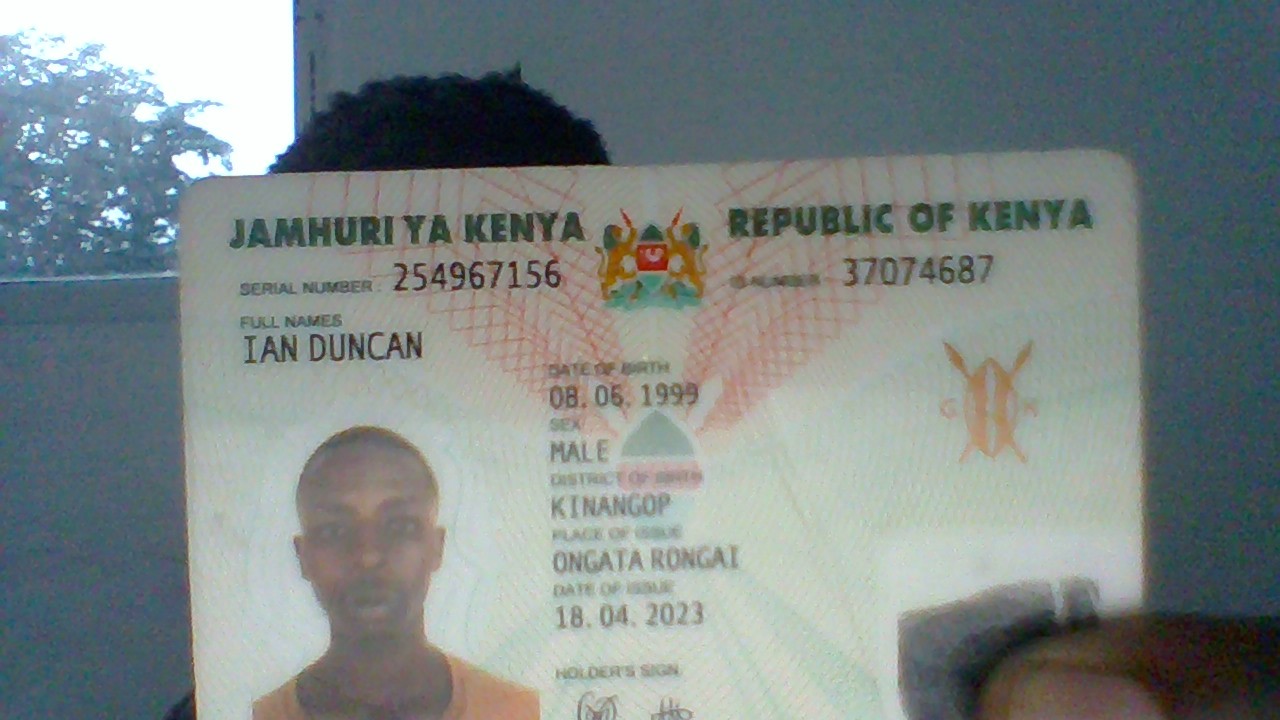 JAMHURI YA KENYA
REPUBLIC OF KENYA
SERIAL NUMBER : 254967156
ID NUMBER : 37074687
FULL NAMES
IAN DUNCAN
DATE OF BIRTH
08. 06. 1999
SEX
MALE
DISTRICT OF BIRTH
KINANGOP
PLACE OF ISSUE
ONGATA RONGAI
DATE OF ISSUE
18. 04. 2023
HOLDER'S SIGN.